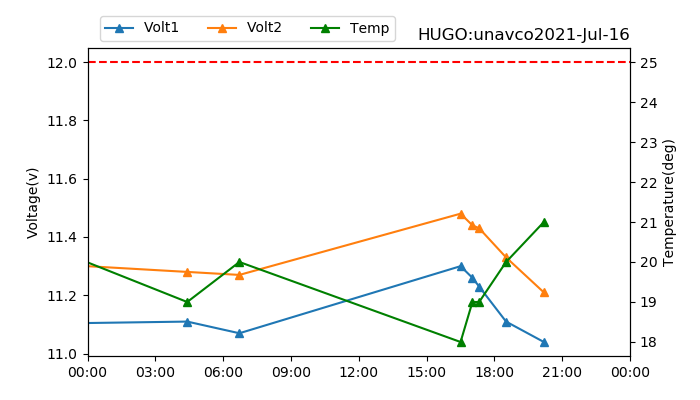 Volt1 Volt2 Temp
HUGO:unavco2021-Jul-16
12.0
11.8
11.6
11.4
11.2
11.0
Voltage(v)
25
24
23
22
21
20
19
18
Temperature(deg)
00:00 03:00 06:00 09:00 12:00 15:00 18:00 21:00 00:00